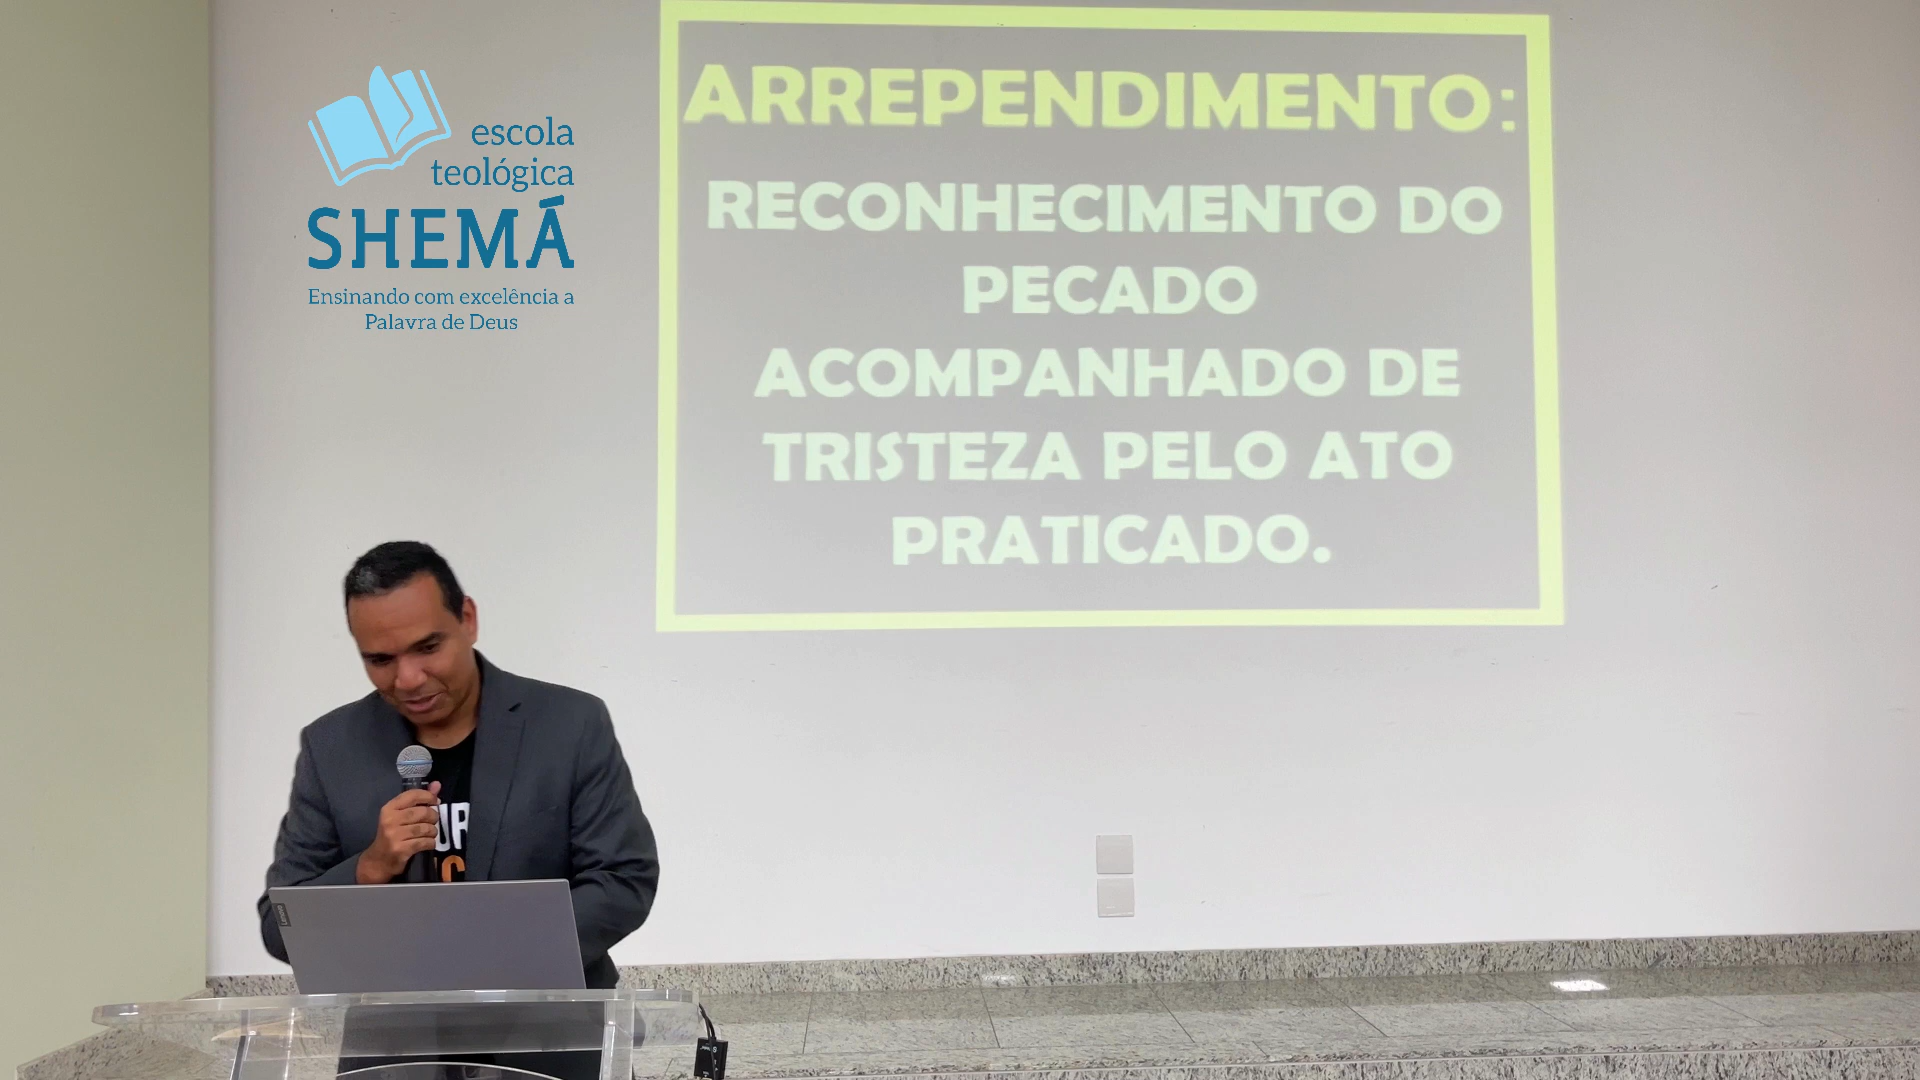 escola
teológica
SHEMÁ
Ensinando com excelência a
Palavra de Deus
ARREPENDIMENTO:
RECONHECIMENTO DO
PECADO
ACOMPANHADO DE
TRISTEZA PELO ATO
PRATICADO.
Lenovo